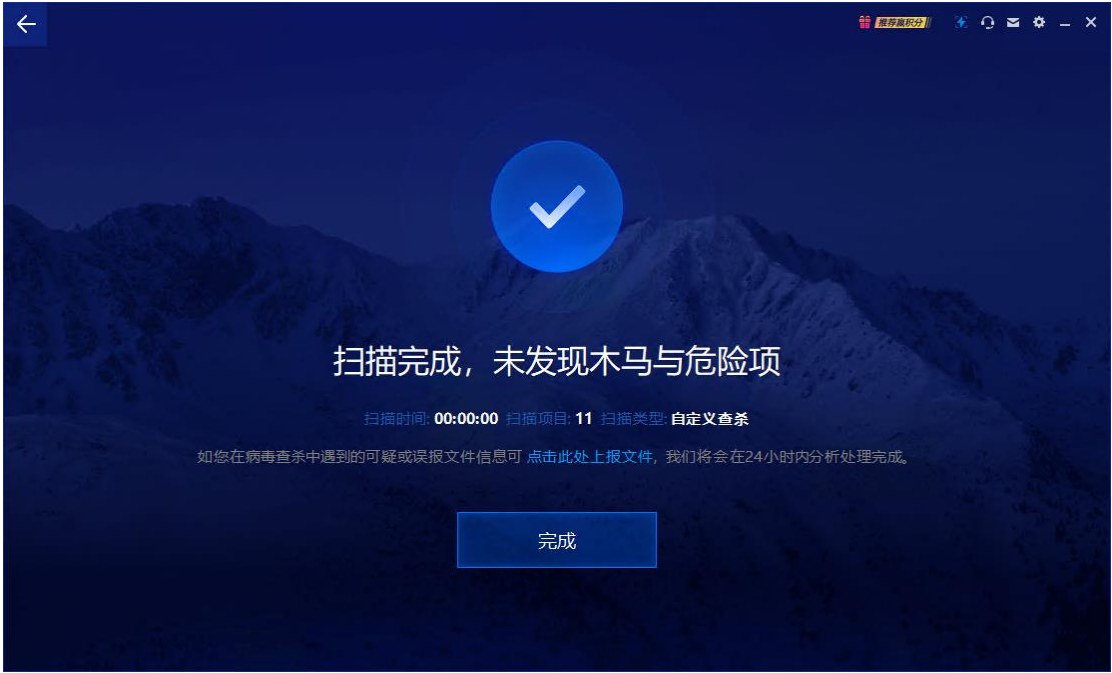 推荐赢积分
扫描完成，未发现木马与危险项
扫描时间: 00:00:00 扫描项目: 11 扫描类型: 自定义查杀
如您在病毒查杀中遇到的可疑或误报文件信息可 点击此处上报文件，我们将会在24小时内分析处理完成。
完成